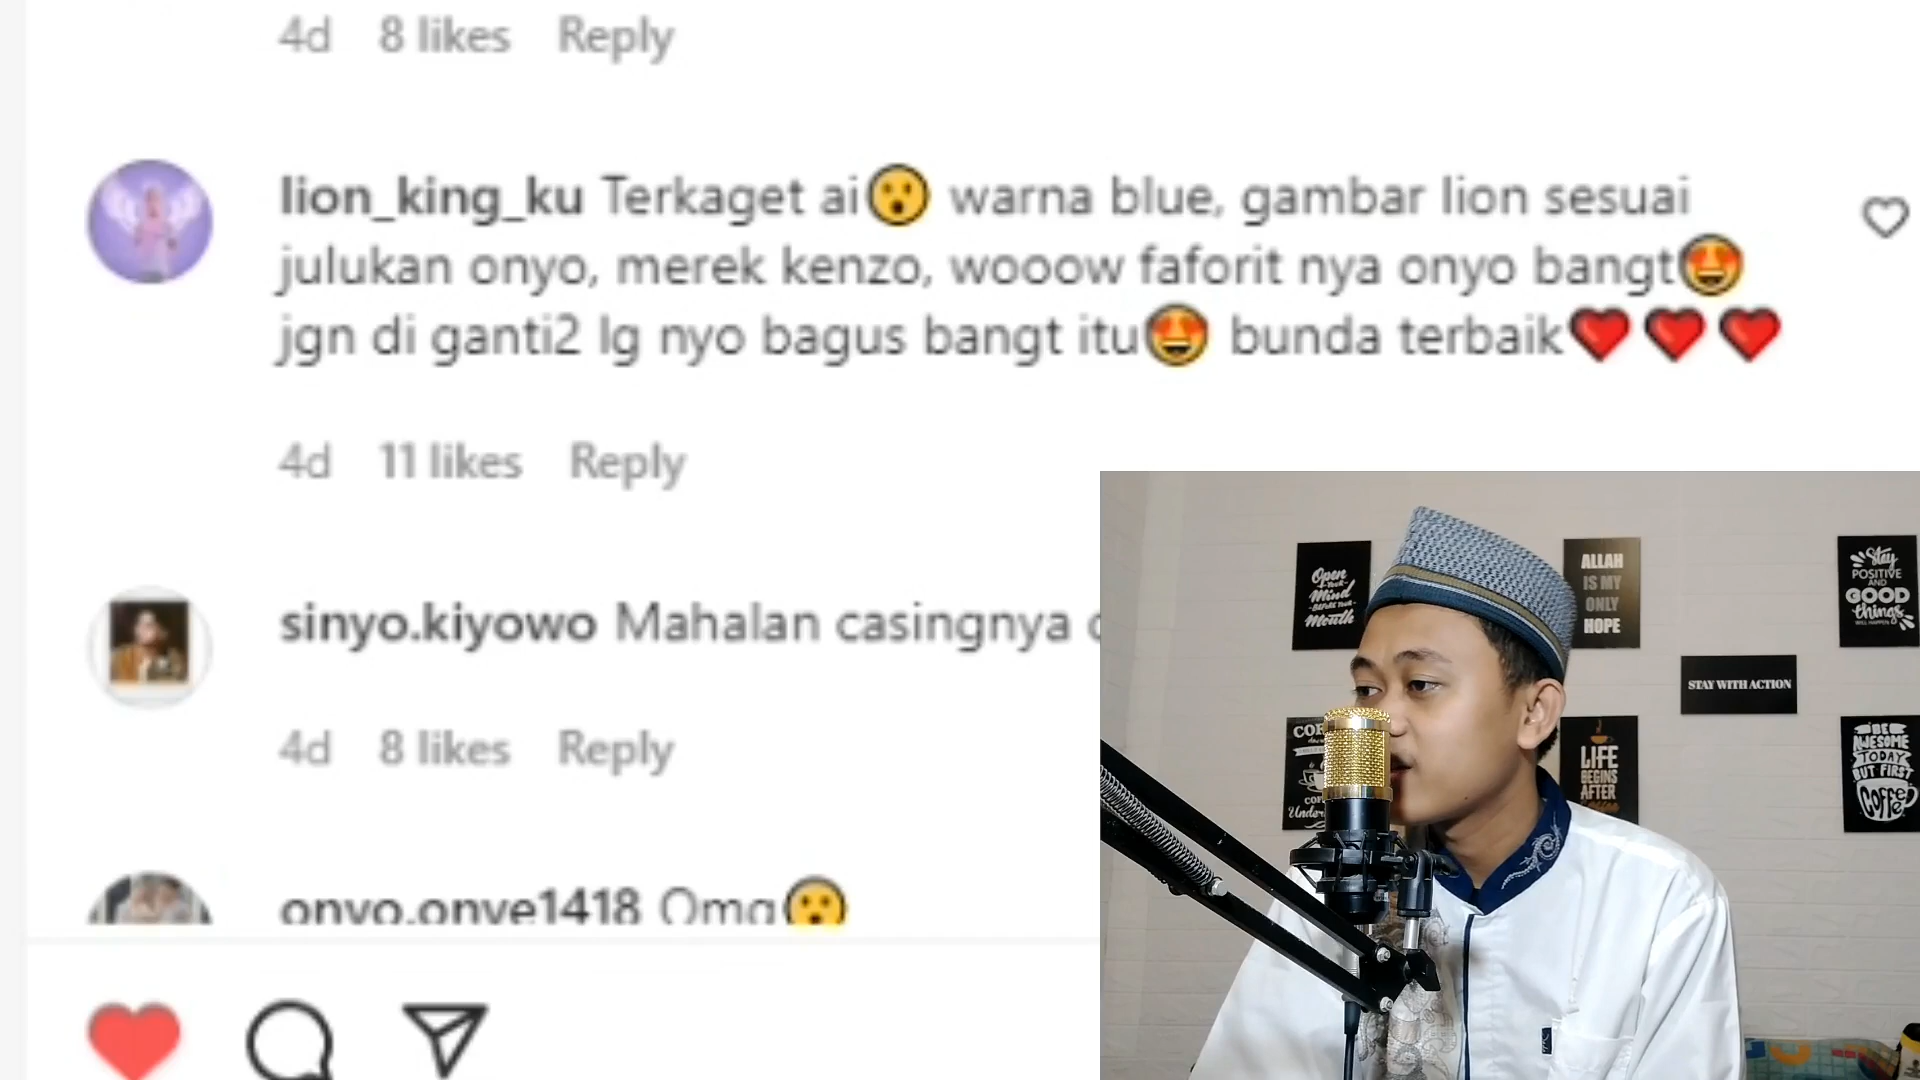 4d 8 likes Reply
lion_king_ku Terkaget ai😮 warna blue, gambar lion sesuai
julukan onyo, merek kenzo, wooow faforit nya onyo bangt🤩
jgn di ganti2 lg nyo bagus bangt itu🤩 bunda terbaik❤️❤️❤️
4d 11 likes Reply
sinyo.kiyowo Mahalan casingnya
4d 8 likes Reply
onyo.onye1418 Omg😮
Open
Your
Mind
Before Your
Mouth
ALLAH
IS MY
ONLY
HOPE
Stay
POSITIVE
AND
GOOD
things
WILL HAPPEN
STAY WITH ACTION
LIFE
BEGINS
AFTER
Coffee
BE
AWESOME
TODAY
BUT FIRST
COFFEE